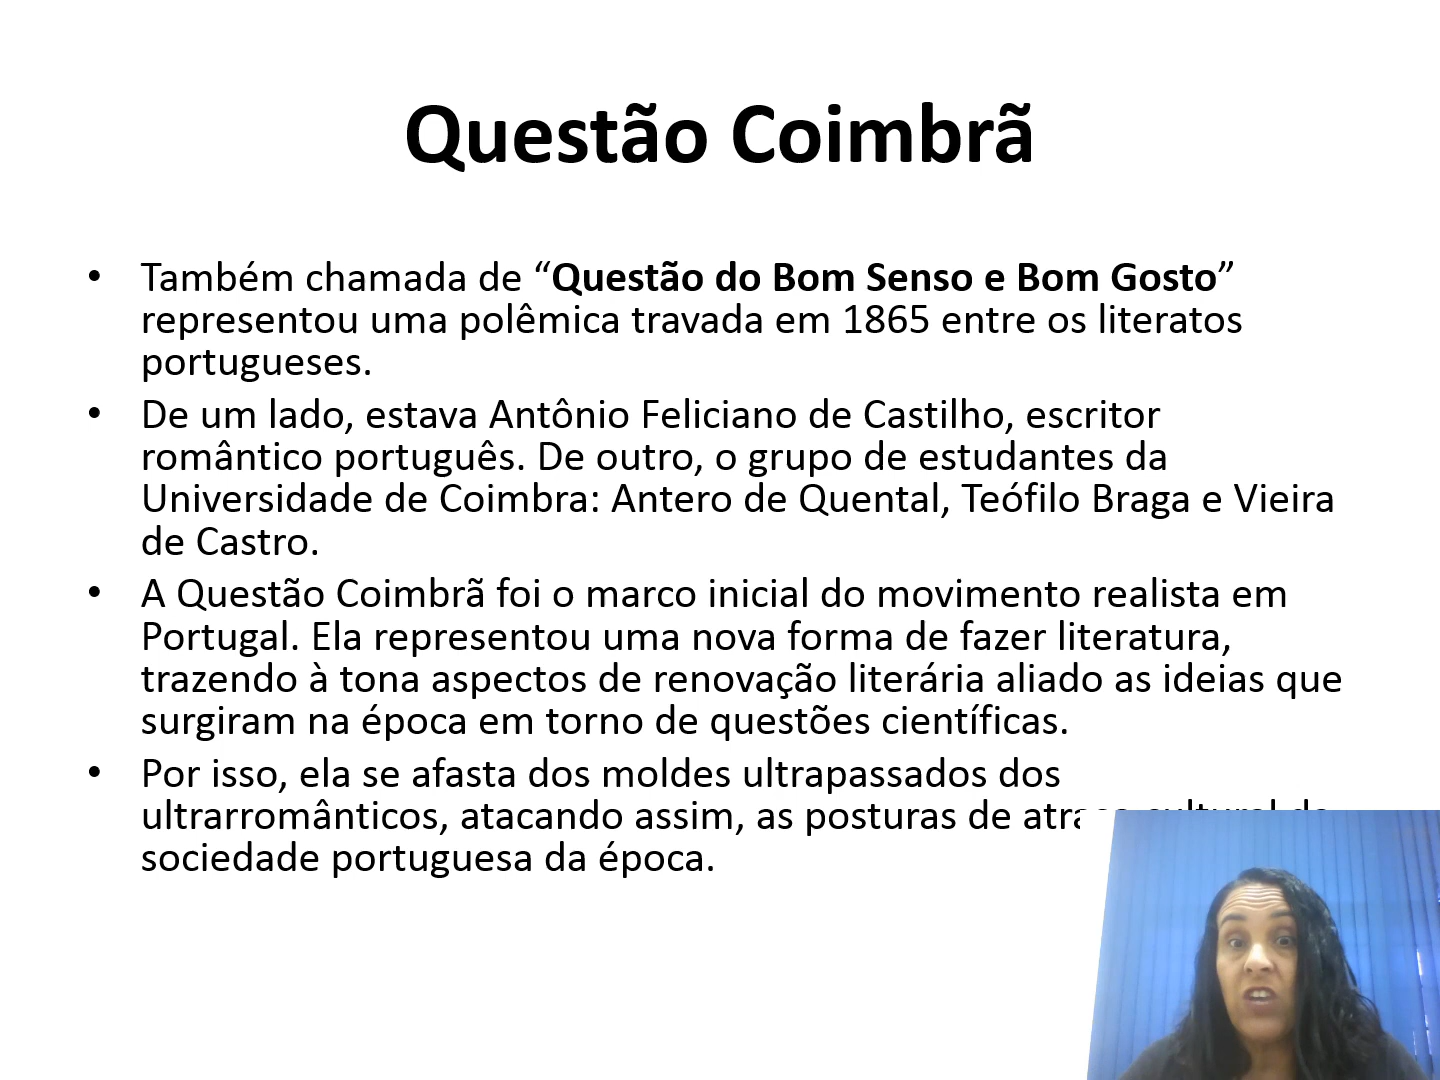 Questão Coimbrã
• Também chamada de “Questão do Bom Senso e Bom Gosto”
representou uma polêmica travada em 1865 entre os literatos
portugueses.
• De um lado, estava Antônio Feliciano de Castilho, escritor
romântico português. De outro, o grupo de estudantes da
Universidade de Coimbra: Antero de Quental, Teófilo Braga e Vieira
de Castro.
• A Questão Coimbrã foi o marco inicial do movimento realista em
Portugal. Ela representou uma nova forma de fazer literatura,
trazendo à tona aspectos de renovação literária aliado as ideias que
surgiram na época em torno de questões científicas.
• Por isso, ela se afasta dos moldes ultrapassados dos
ultrarromânticos, atacando assim, as posturas de atraso cultural da
sociedade portuguesa da época.